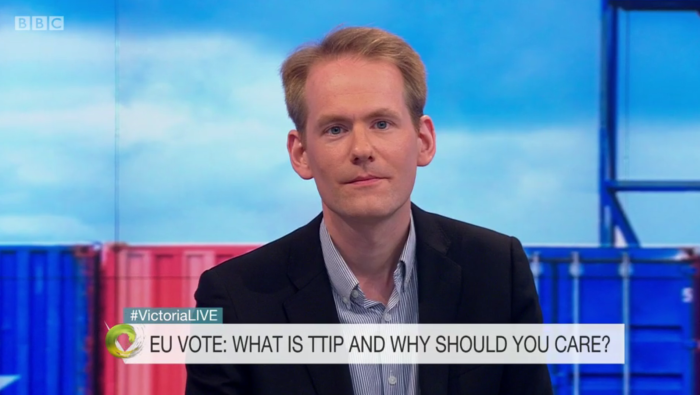 BBC
#VictoriaLIVE
EU VOTE: WHAT IS TTIP AND WHY SHOULD YOU CARE?